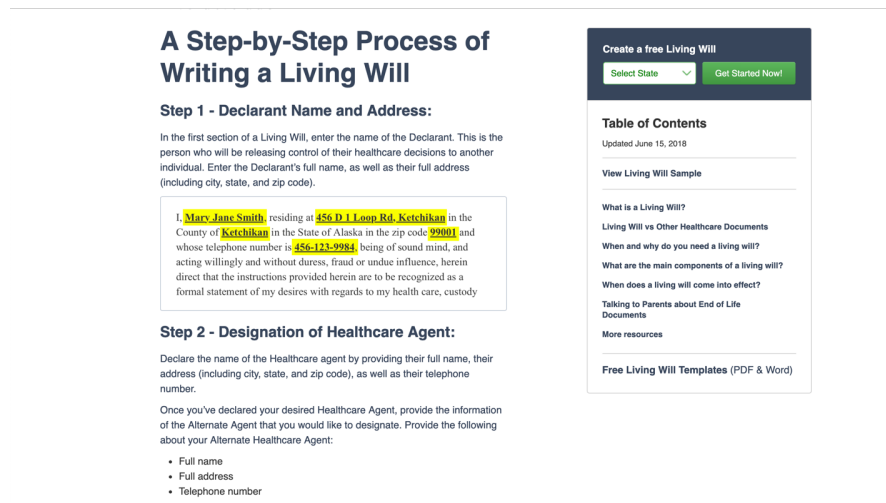 A Step-by-Step Process of
Writing a Living Will
Step 1 - Declarant Name and Address:
In the first section of a Living Will, enter the name of the Declarant. This is the
person who will be releasing control of their healthcare decisions to another
individual. Enter the Declarant's full name, as well as their full address
(including city, state, and zip code).
I, Mary Jane Smith, residing at 456 D 1 Loop Rd, Ketchikan in the
County of Ketchikan in the State of Alaska in the zip code 99001 and
whose telephone number is 456-123-9984, being of sound mind, and
acting willingly and without duress, fraud or undue influence, herein
direct that the instructions provided herein are to be recognized as a
formal statement of my desires with regards to my health care, custody
Step 2 - Designation of Healthcare Agent:
Declare the name of the Healthcare agent by providing their full name, their
address (including city, state, and zip code), as well as their telephone
number.
Once you've declared your desired Healthcare Agent, provide the information
of the Alternate Agent that you would like to designate. Provide the following
about your Alternate Healthcare Agent:
• Full name
• Full address
• Telephone number
Create a free Living Will
Select State
Get Started Now!
Table of Contents
Updated June 15, 2018
View Living Will Sample
What is a Living Will?
Living Will vs Other Healthcare Documents
When and why do you need a living will?
What are the main components of a living will?
When does a living will come into effect?
Talking to Parents about End of Life
Documents
More resources
Free Living Will Templates (PDF & Word)